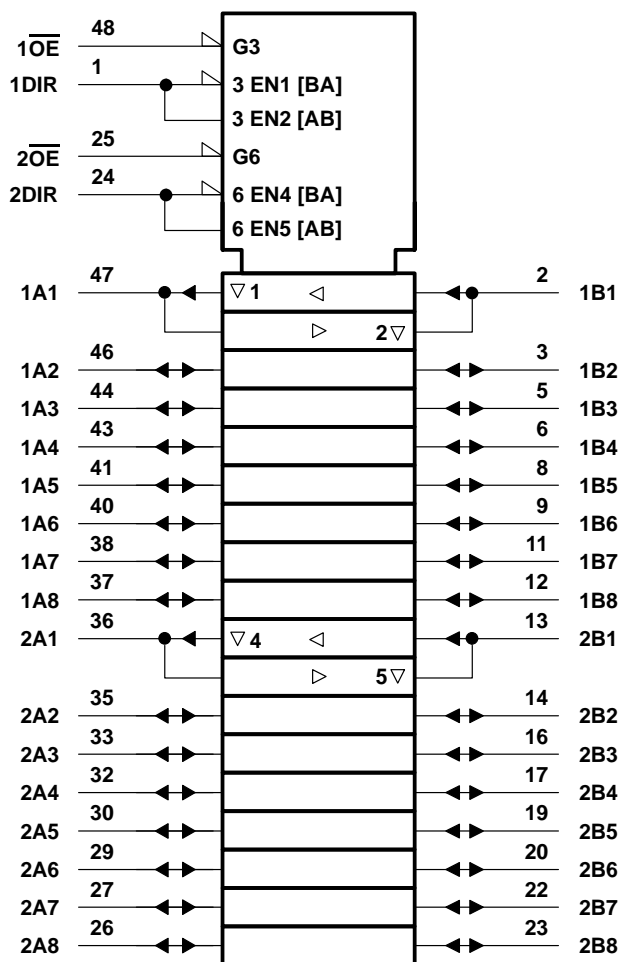 48
1OE G3
1
1DIR 3 EN1 [BA]
3 EN2 [AB]
25
2OE G6
24
2DIR 6 EN4 [BA]
6 EN5 [AB]
47 2
1A1 1 1B1
2
46 3
1A2 1B2
44 5
1A3 1B3
43 6
1A4 1B4
41 8
1A5 1B5
40 9
1A6 1B6
38 11
1A7 1B7
37 12
1A8 1B8
36 13
2A1 4 2B1
5
35 14
2A2 2B2
33 16
2A3 2B3
32 17
2A4 2B4
30 19
2A5 2B5
29 20
2A6 2B6
27 22
2A7 2B7
26 23
2A8 2B8